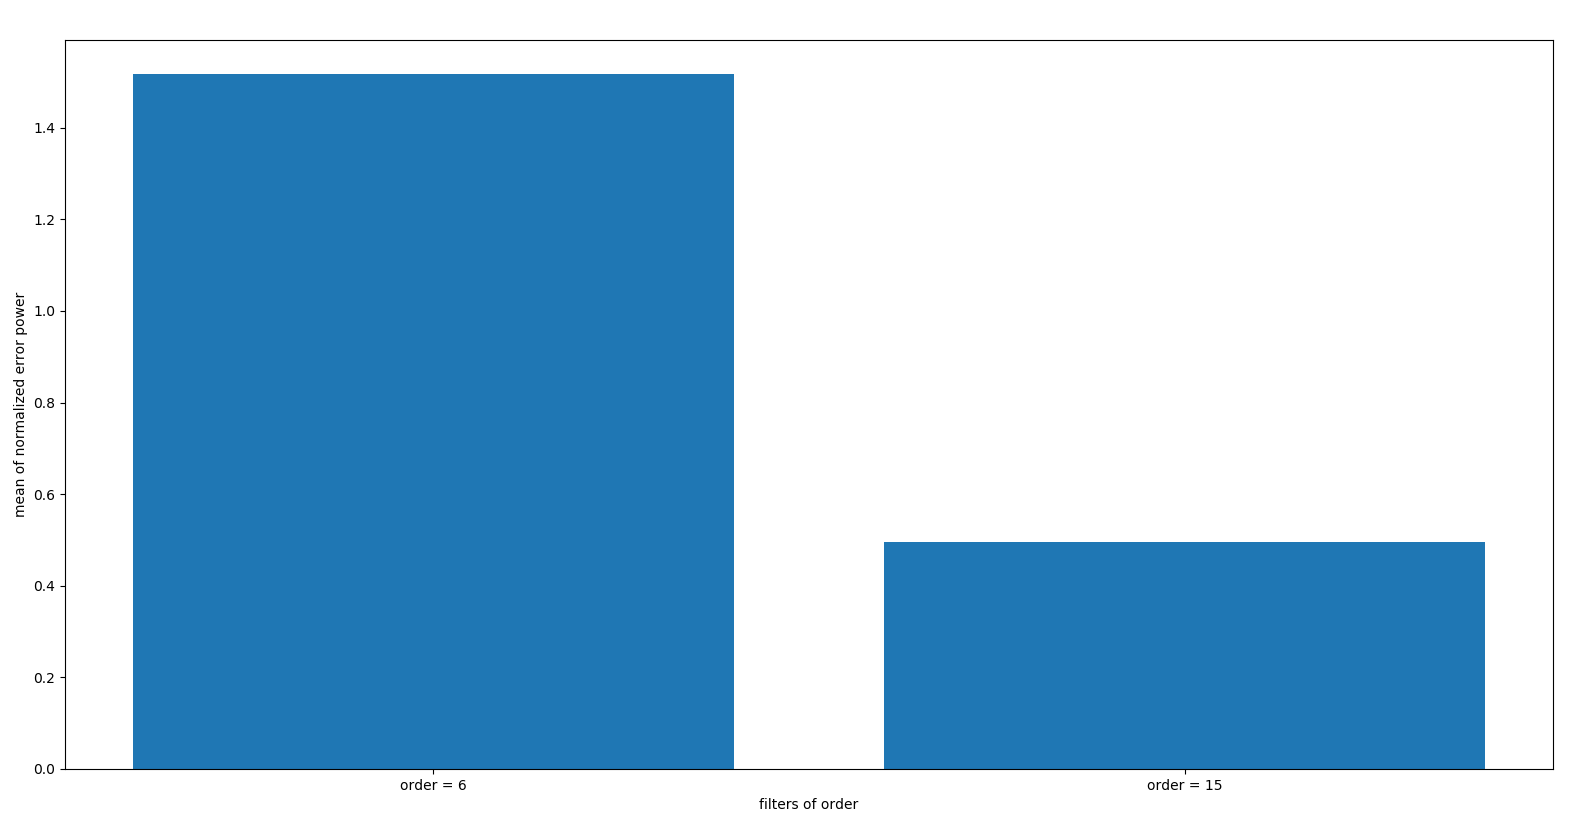 mean of normalized error power
1.4
1.2
1.0
0.8
0.6
0.4
0.2
0.0
order = 6
order = 15
filters of order